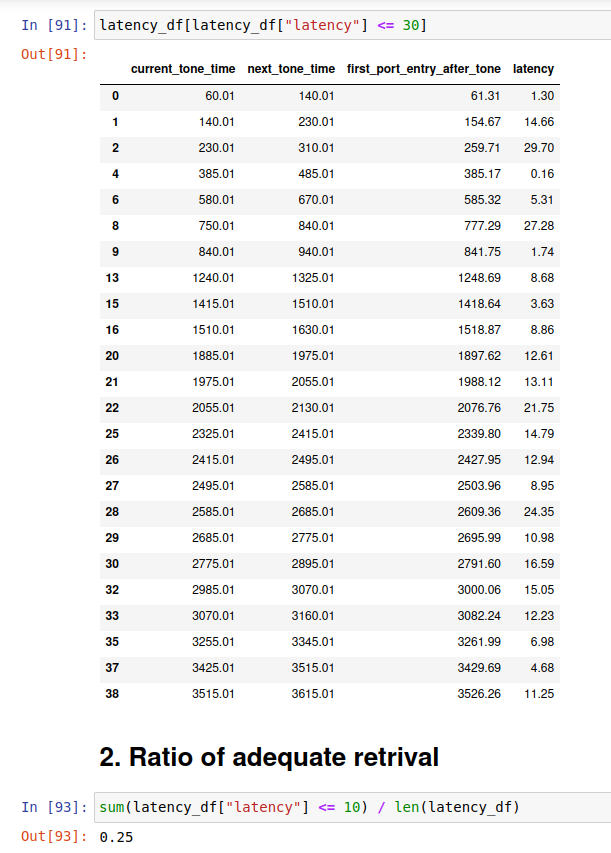 In [91]: latency_df[latency_df["latency"] <= 30]
Out[91]:
current_tone_time next_tone_time first_port_entry_after_tone latency
0 60.01 140.01 61.31 1.30
1 140.01 230.01 154.67 14.66
2 230.01 310.01 259.71 29.70
4 385.01 485.01 385.17 0.16
6 580.01 670.01 585.32 5.31
8 750.01 840.01 777.29 27.28
9 840.01 940.01 841.75 1.74
13 1240.01 1325.01 1248.69 8.68
15 1415.01 1510.01 1418.64 3.63
16 1510.01 1630.01 1518.87 8.86
20 1885.01 1975.01 1897.62 12.61
21 1975.01 2055.01 1988.12 13.11
22 2055.01 2130.01 2076.76 21.75
25 2325.01 2415.01 2339.80 14.79
26 2415.01 2495.01 2427.95 12.94
27 2495.01 2585.01 2503.96 8.95
28 2585.01 2685.01 2609.36 24.35
29 2685.01 2775.01 2695.99 10.98
30 2775.01 2895.01 2791.60 16.59
32 2985.01 3070.01 3000.06 15.05
33 3070.01 3160.01 3082.24 12.23
35 3255.01 3345.01 3261.99 6.98
37 3425.01 3515.01 3429.69 4.68
38 3515.01 3615.01 3526.26 11.25
2. Ratio of adequate retrival
In [93]: sum(latency_df["latency"] <= 10) / len(latency_df)
Out[93]: 0.25